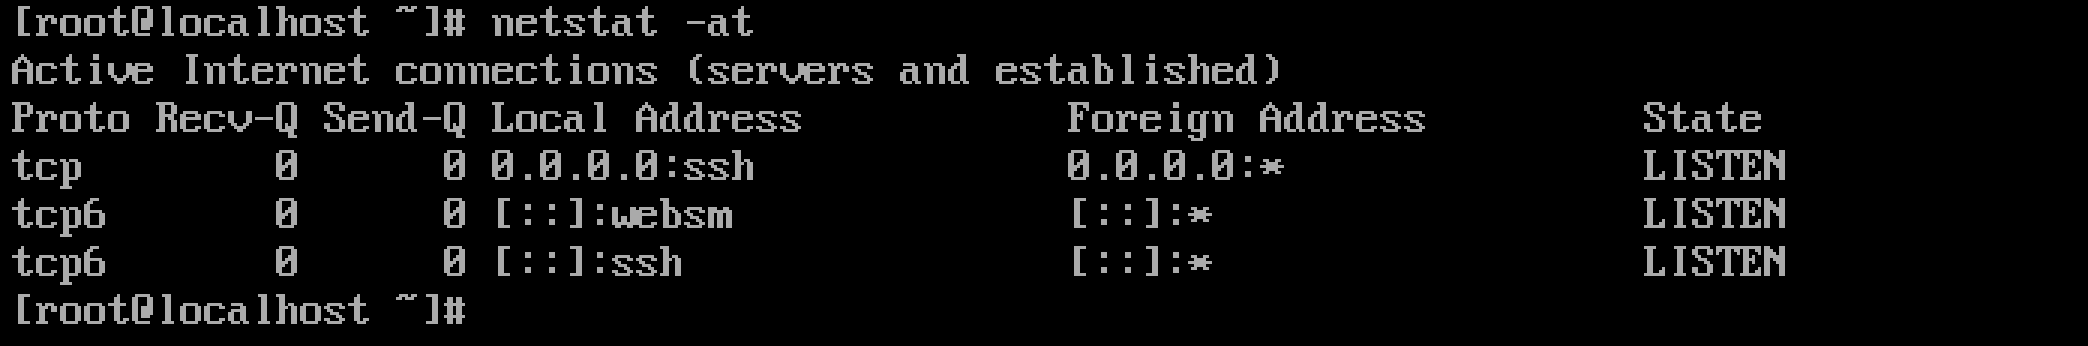 [root@localhost ~]# netstat -at
Active Internet connections (servers and established)
Proto Recv-Q Send-Q Local Address           Foreign Address         State
tcp        0      0 0.0.0.0:ssh             0.0.0.0:*               LISTEN
tcp6       0      0 [::]:websm              [::]:*                  LISTEN
tcp6       0      0 [::]:ssh                [::]:*                  LISTEN
[root@localhost ~]#